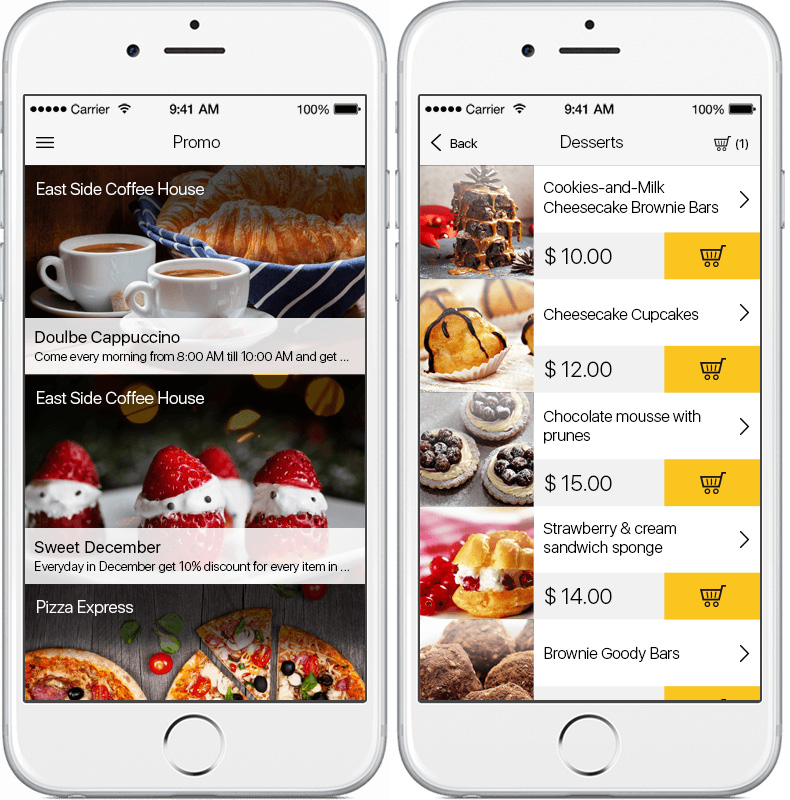 ●●●●● Carrier 9:41 AM 100%
Promo
East Side Coffee House
Doulbe Cappuccino
Come every morning from 8:00 AM till 10:00 AM and get ...
East Side Coffee House
Sweet December
Everyday in December get 10% discount for every item in ...
Pizza Express
●●●●● Carrier 9:41 AM 100%
Back Desserts (1)
Cookies-and-Milk
Cheesecake Brownie Bars
$ 10.00
Cheesecake Cupcakes
$ 12.00
Chocolate mousse with
prunes
$ 15.00
Strawberry & cream
sandwich sponge
$ 14.00
Brownie Goody Bars